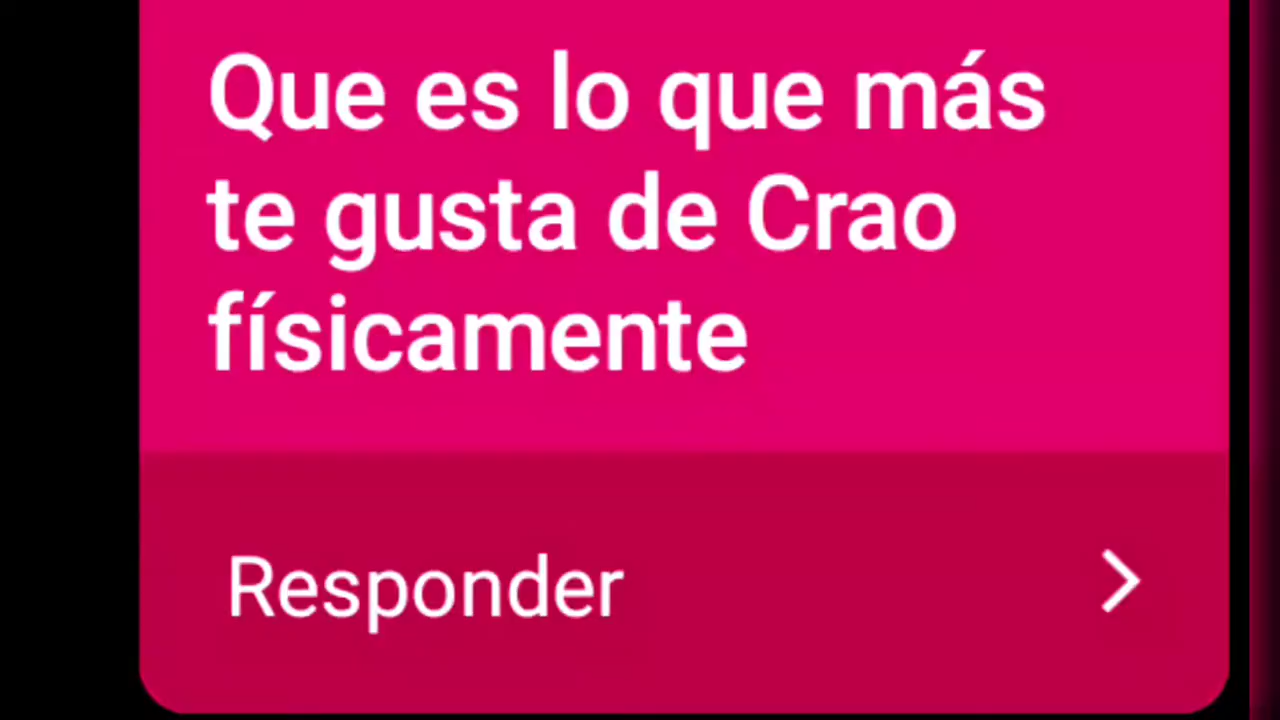 Que es lo que más
te gusta de Crao
físicamente
Responder